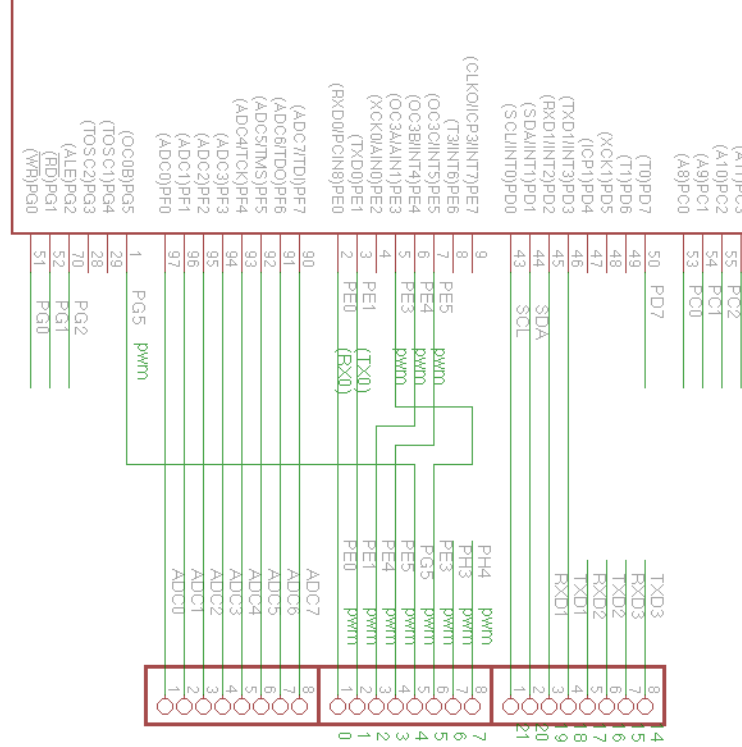 (WR)PG0
(RD)PG1
(ALE)PG2
(TOSC2)PG3
(TOSC1)PG4
(OC0B)PG5
(ADC0)PF0
(ADC1)PF1
(ADC2)PF2
(ADC3)PF3
(ADC4/TCK)PF4
(ADC5/TMS)PF5
(ADC6/TDO)PF6
(ADC7/TDI)PF7
(RXD0/PCIN8)PE0
(TXD0)PE1
(XCK0/AIN0)PE2
(OC3A/AIN1)PE3
(OC3B/INT4)PE4
(OC3C/INT5)PE5
(T3/INT6)PE6
(CLKO/ICP3/INT7)PE7
(SCL/INT0)PD0
(SDA/INT1)PD1
(RXD1/INT2)PD2
(TXD1/INT3)PD3
(ICP1)PD4
(XCK1)PD5
(T1)PD6
(T0)PD7
(A8)PC0
(A9)PC1
(A10)PC2
51
52
70
28
29
1
97
96
95
94
93
92
91
90
2
3
4
5
6
7
8
9
43
44
45
46
47
48
49
50
53
54
55
PG0
PG1
PG2
PG5
PE0
PE1
PE3
PE4
PE5
SCL
SDA
PD7
PC0
PC1
PC2
pwm
(RX0)
(TX0)
pwm
pwm
pwm
ADC0
ADC1
ADC2
ADC3
ADC4
ADC5
ADC6
ADC7
PE0
PE1
PE4
PE5
PG5
PE3
PH3
PH4
RXD1
TXD1
RXD2
TXD2
RXD3
TXD3
pwm
pwm
pwm
pwm
pwm
pwm
pwm
pwm
1
2
3
4
5
6
7
8
1
2
3
4
5
6
7
8
1
2
3
4
5
6
7
8
0
1
2
3
4
5
6
7
21
20
19
18
17
16
15
14